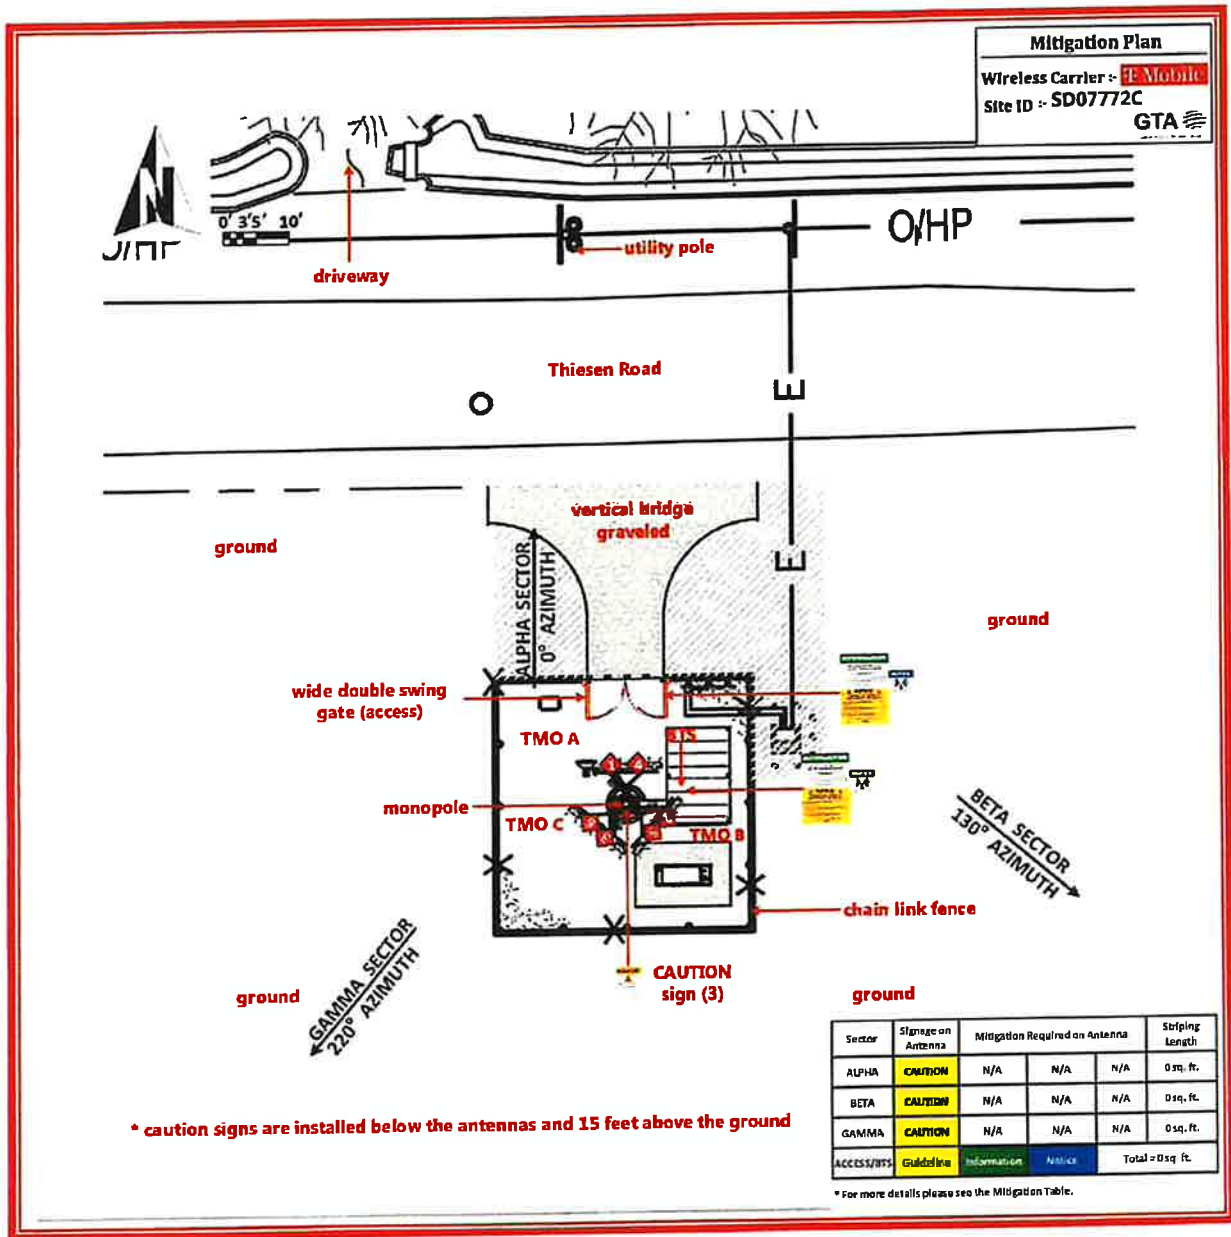 Mitigation Plan
Wireless Carrier :- T Mobile
Site ID :- SD07772C
GTA
N
0' 3'5' 10'
O/HP
utility pole
driveway
Thiesen Road
E
vertical bridge
graveled
ground
E
ALPHA SECTOR
0° AZIMUTH
ground
wide double swing
gate (access)
TMO A
BTS
monopole
TMO C
TMO B
BETA SECTOR
130° AZIMUTH
chain link fence
GAMMA SECTOR
220° AZIMUTH
CAUTION
sign (3)
ground
ground
Sector Signage on Antenna Mitigation Required on Antenna Striping Length
ALPHA CAUTION N/A N/A N/A 0 sq. ft.
BETA CAUTION N/A N/A N/A 0 sq. ft.
GAMMA CAUTION N/A N/A N/A 0 sq. ft.
ACCESS/BTS Guideline Information Notice Total = 0 sq. ft.
* caution signs are installed below the antennas and 15 feet above the ground
* For more details please see the Mitigation Table.